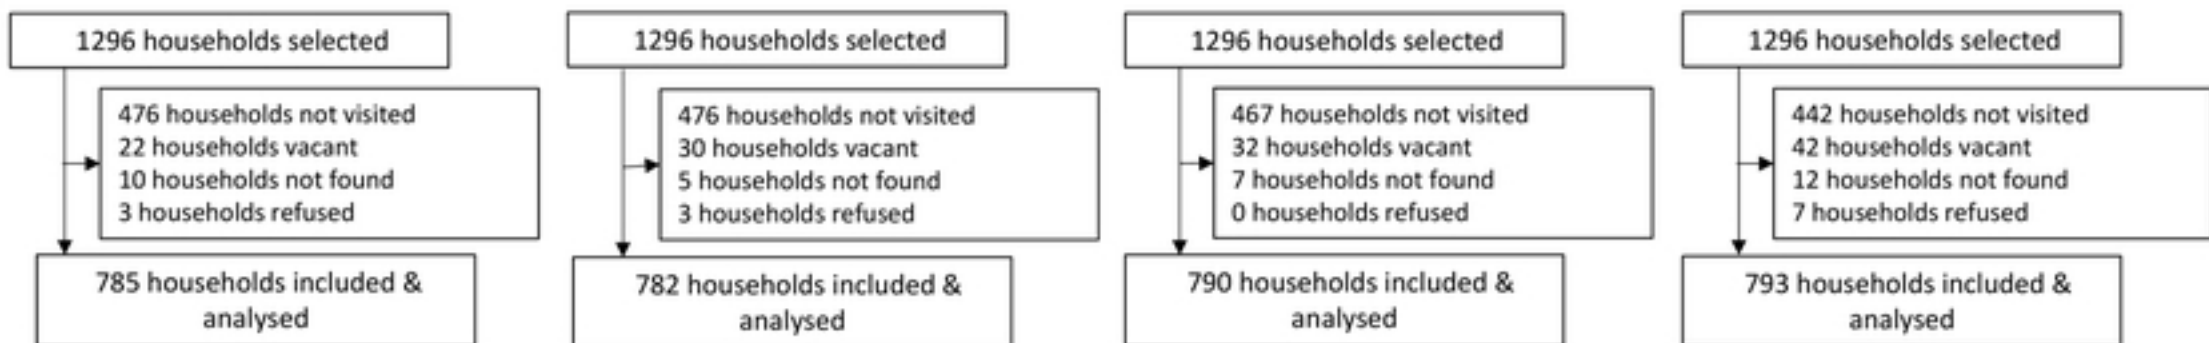 1296 households selected
476 households not visited
22 households vacant
10 households not found
3 households refused
785 households included &
analysed
1296 households selected
476 households not visited
30 households vacant
5 households not found
3 households refused
782 households included &
analysed
1296 households selected
467 households not visited
32 households vacant
7 households not found
0 households refused
790 households included &
analysed
1296 households selected
442 households not visited
42 households vacant
12 households not found
7 households refused
793 households included &
analysed